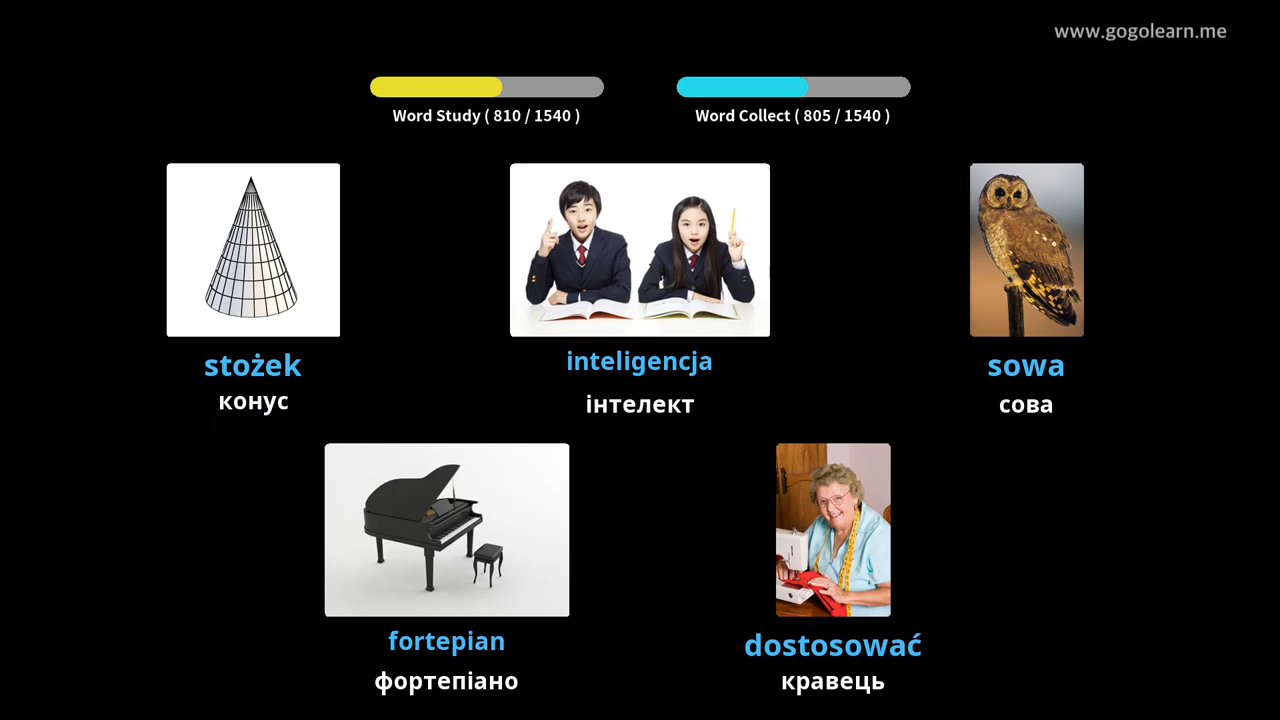 www.gogolearn.me
Word Study ( 810 / 1540 )
Word Collect ( 805 / 1540 )
stożek
конус
inteligencja
інтелект
sowa
сова
fortepian
фортепіано
dostosować
кравець